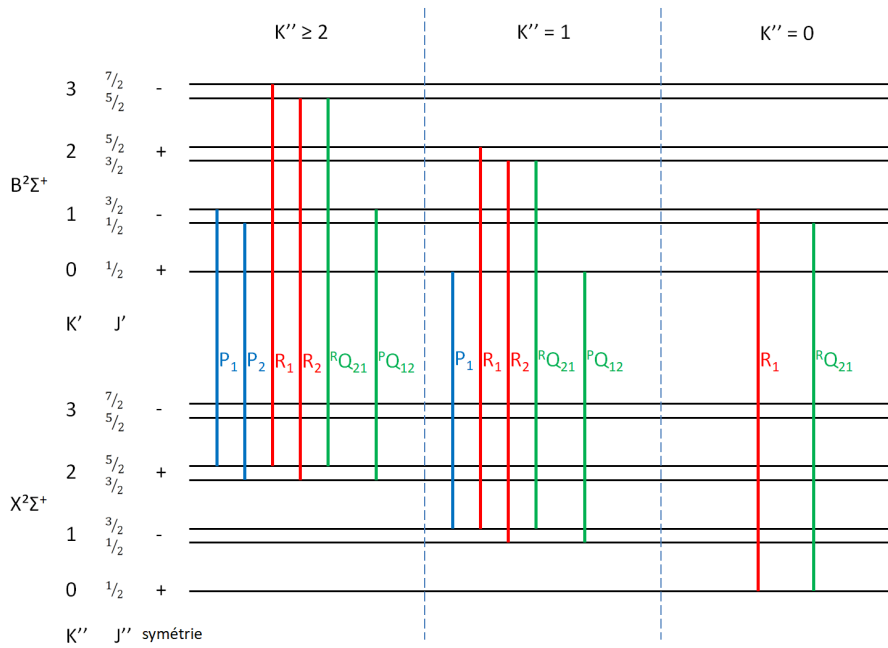 K'' ≥ 2 K'' = 1 K'' = 0
3 7/2 -
5/2
2 5/2 +
3/2
B²Σ⁺
1 3/2 -
1/2
0 1/2 +
K' J'
P₁ P₂ R₁ R₂ ᴿQ₂₁ ᴾQ₁₂ P₁ R₁ R₂ ᴿQ₂₁ ᴾQ₁₂ R₁ ᴿQ₂₁
3 7/2 -
5/2
2 5/2 +
3/2
X²Σ⁺
1 3/2 -
1/2
0 1/2 +
K'' J'' symétrie